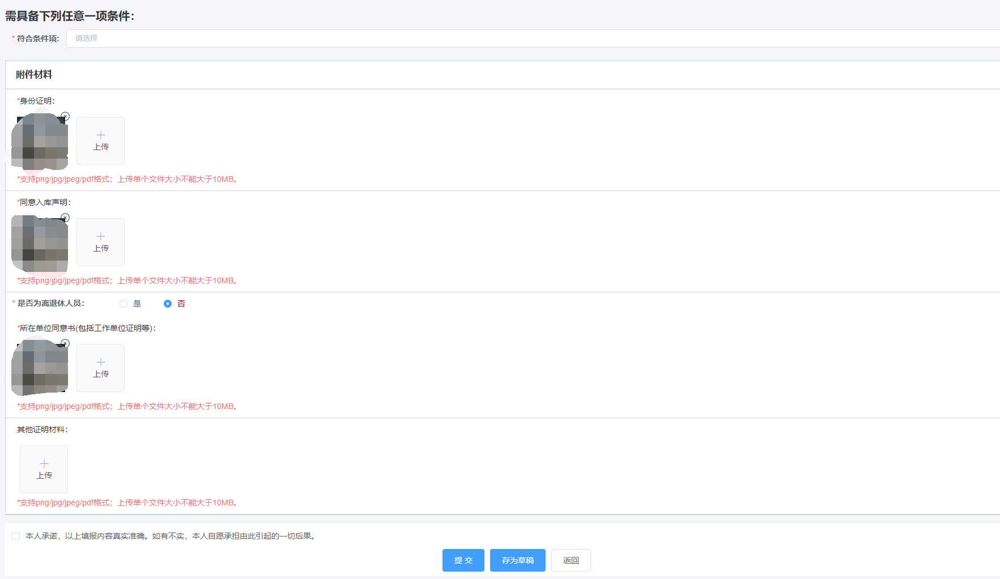 需具备下列任意一项条件：
* 符合条件项: 请选择
附件材料
*身份证明：
上传
*支持png/jpg/jpeg/pdf格式；上传单个文件大小不能大于10MB。
*同意入库声明：
上传
*支持png/jpg/jpeg/pdf格式；上传单个文件大小不能大于10MB。
* 是否为离退休人员： 是 否
*所在单位同意书(包括工作单位证明等)：
上传
*支持png/jpg/jpeg/pdf格式；上传单个文件大小不能大于10MB。
其他证明材料：
上传
*支持png/jpg/jpeg/pdf格式；上传单个文件大小不能大于10MB。
本人承诺，以上填报内容真实准确。如有不实，本人自愿承担由此引起的一切后果。
提 交 存为草稿 返回